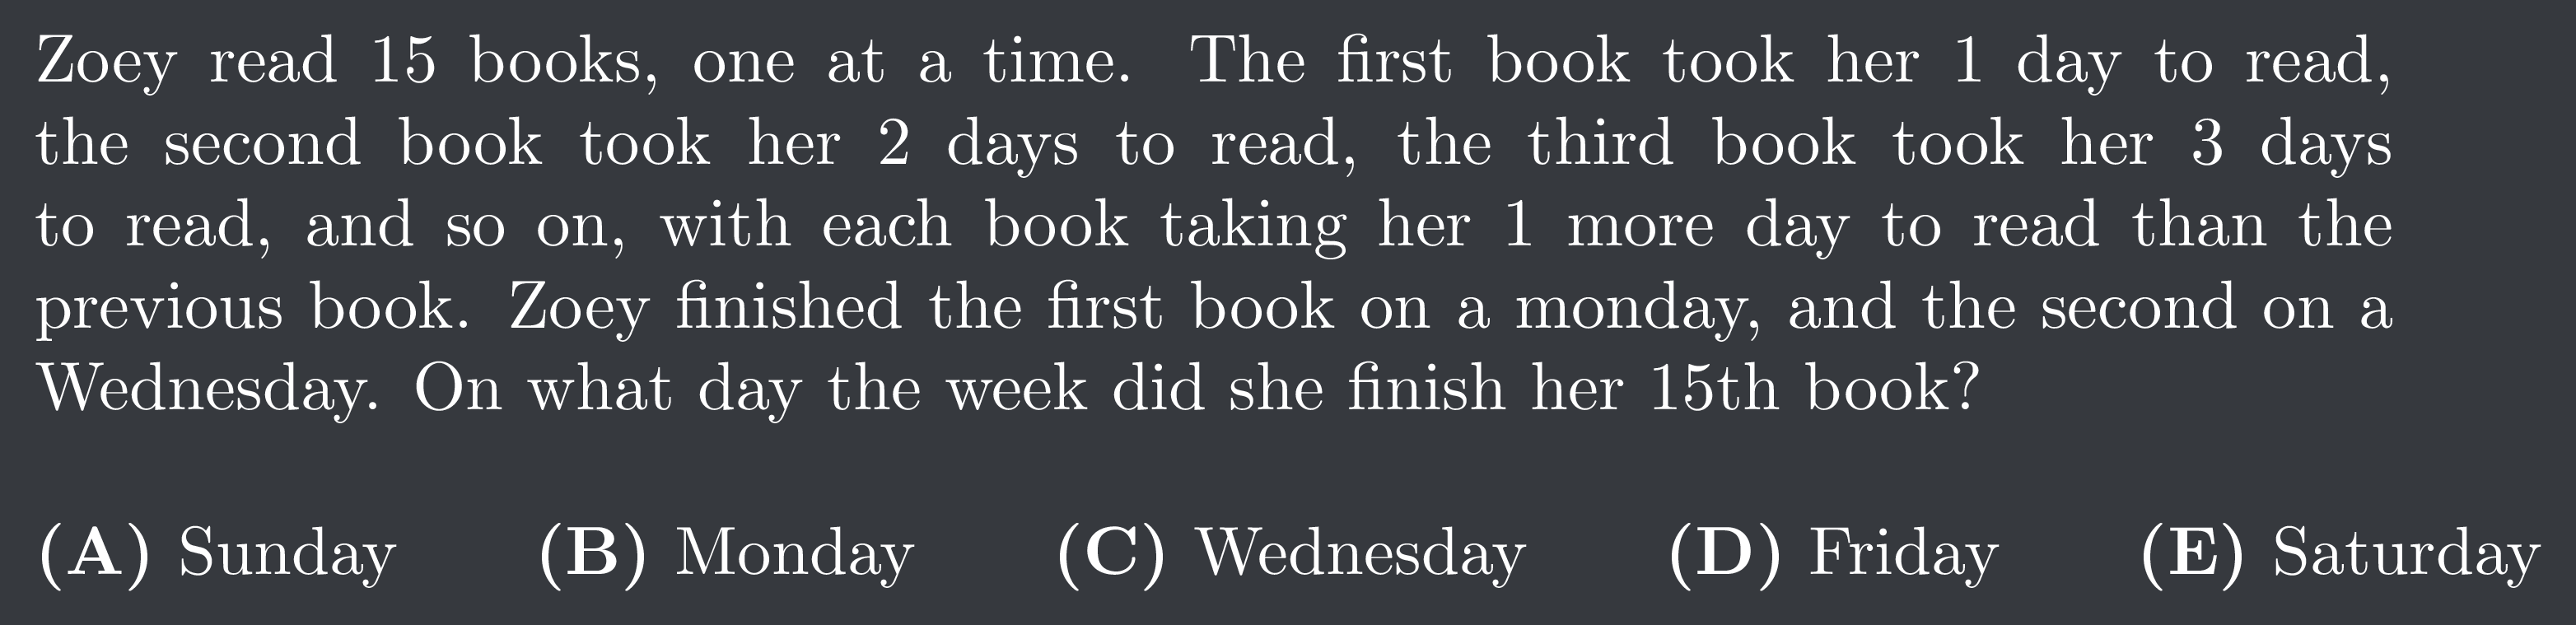 Zoey read 15 books, one at a time. The first book took her 1 day to read,
the second book took her 2 days to read, the third book took her 3 days
to read, and so on, with each book taking her 1 more day to read than the
previous book. Zoey finished the first book on a monday, and the second on a
Wednesday. On what day the week did she finish her 15th book?
(A) Sunday (B) Monday (C) Wednesday (D) Friday (E) Saturday